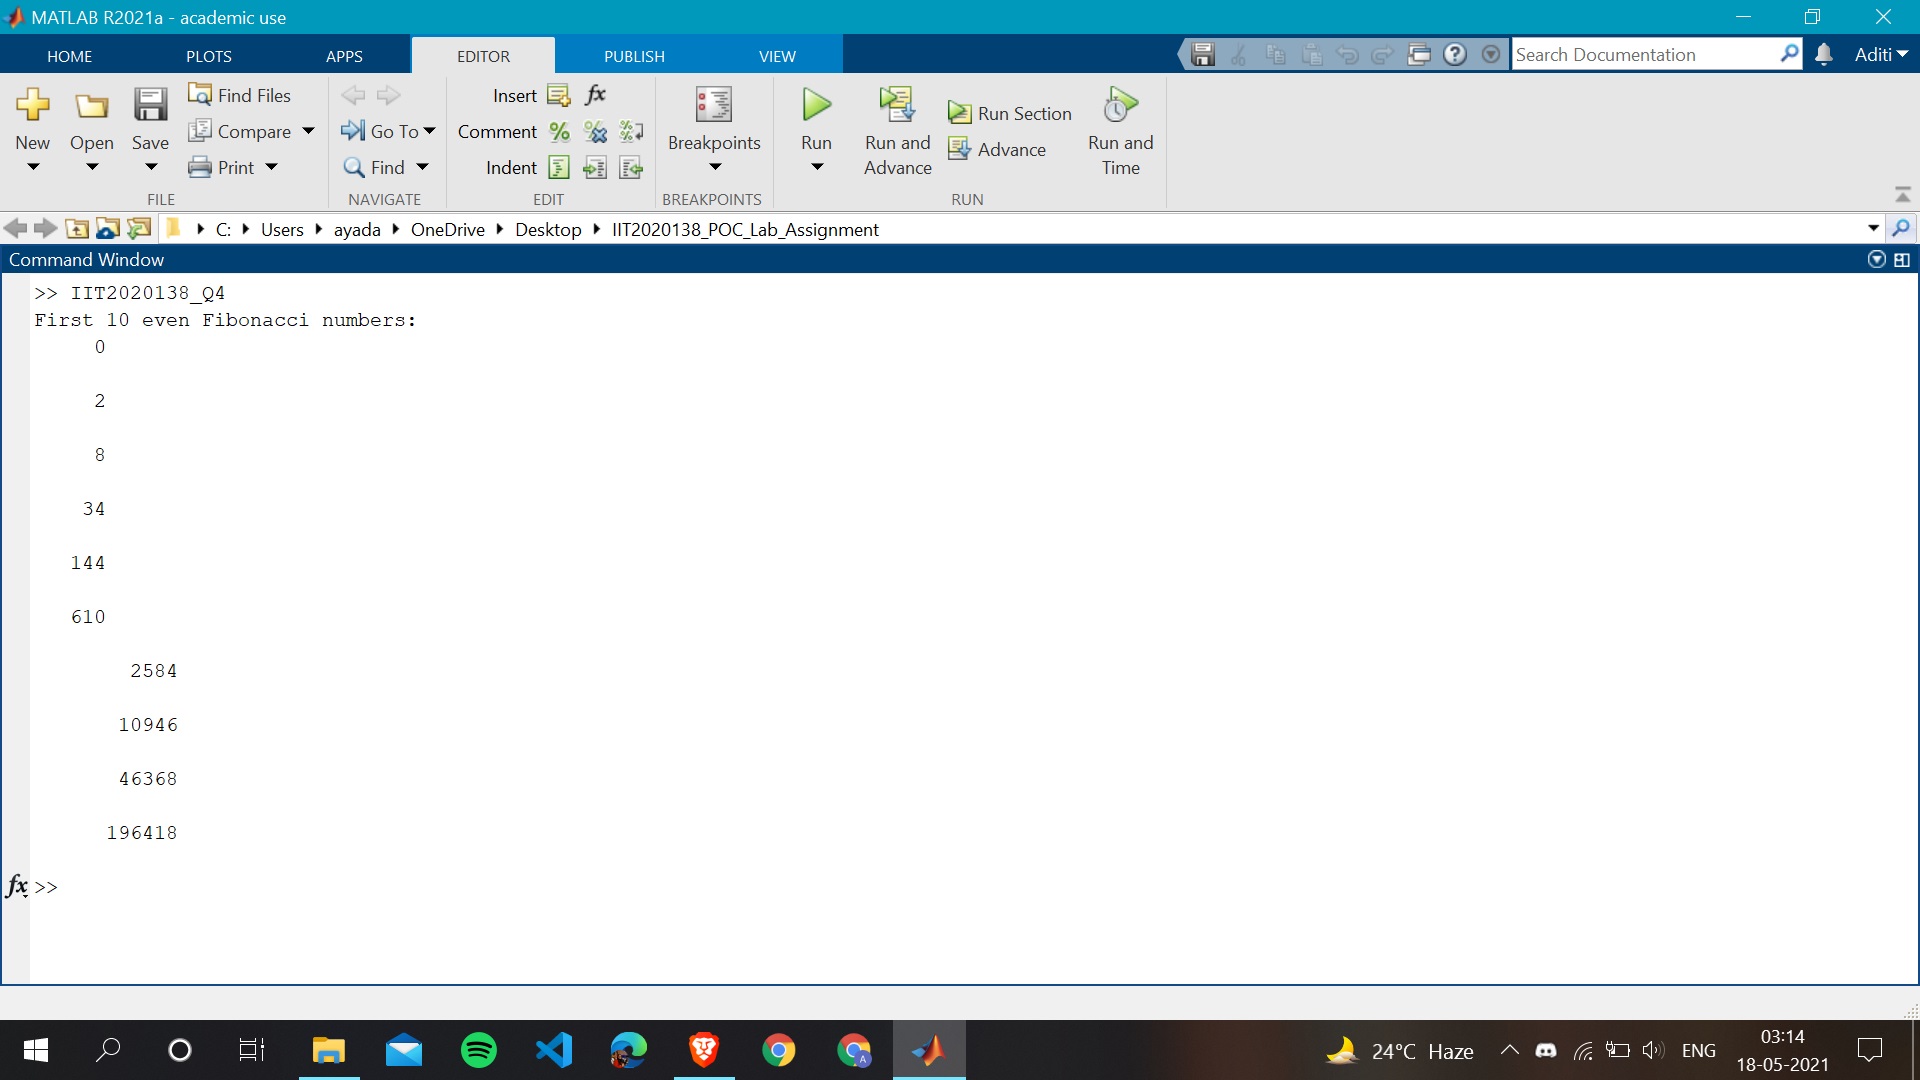 MATLAB R2021a - academic use
HOME PLOTS APPS EDITOR PUBLISH VIEW Search Documentation Aditi
New Open Save Find Files Compare Print
FILE
Go To Find
NAVIGATE
Insert fx
Comment
Indent
EDIT
Breakpoints
BREAKPOINTS
Run Run and Advance Run Section Advance Run and Time
RUN
C: Users ayada OneDrive Desktop IIT2020138_POC_Lab_Assignment
Command Window
>> IIT2020138_Q4
First 10 even Fibonacci numbers:
0
2
8
34
144
610
2584
10946
46368
196418
fx >>
24°C Haze ENG 03:14
18-05-2021